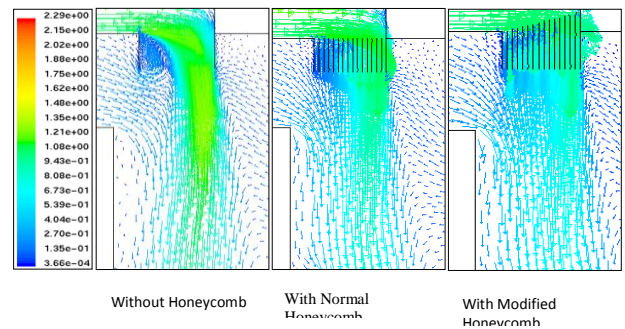 2.29e+00
2.15e+00
2.02e+00
1.88e+00
1.75e+00
1.62e+00
1.48e+00
1.35e+00
1.21e+00
1.08e+00
9.43e-01
8.08e-01
6.73e-01
5.39e-01
4.04e-01
2.70e-01
1.35e-01
3.66e-04
Without Honeycomb
With Normal
Honeycomb
With Modified
Honeycomb